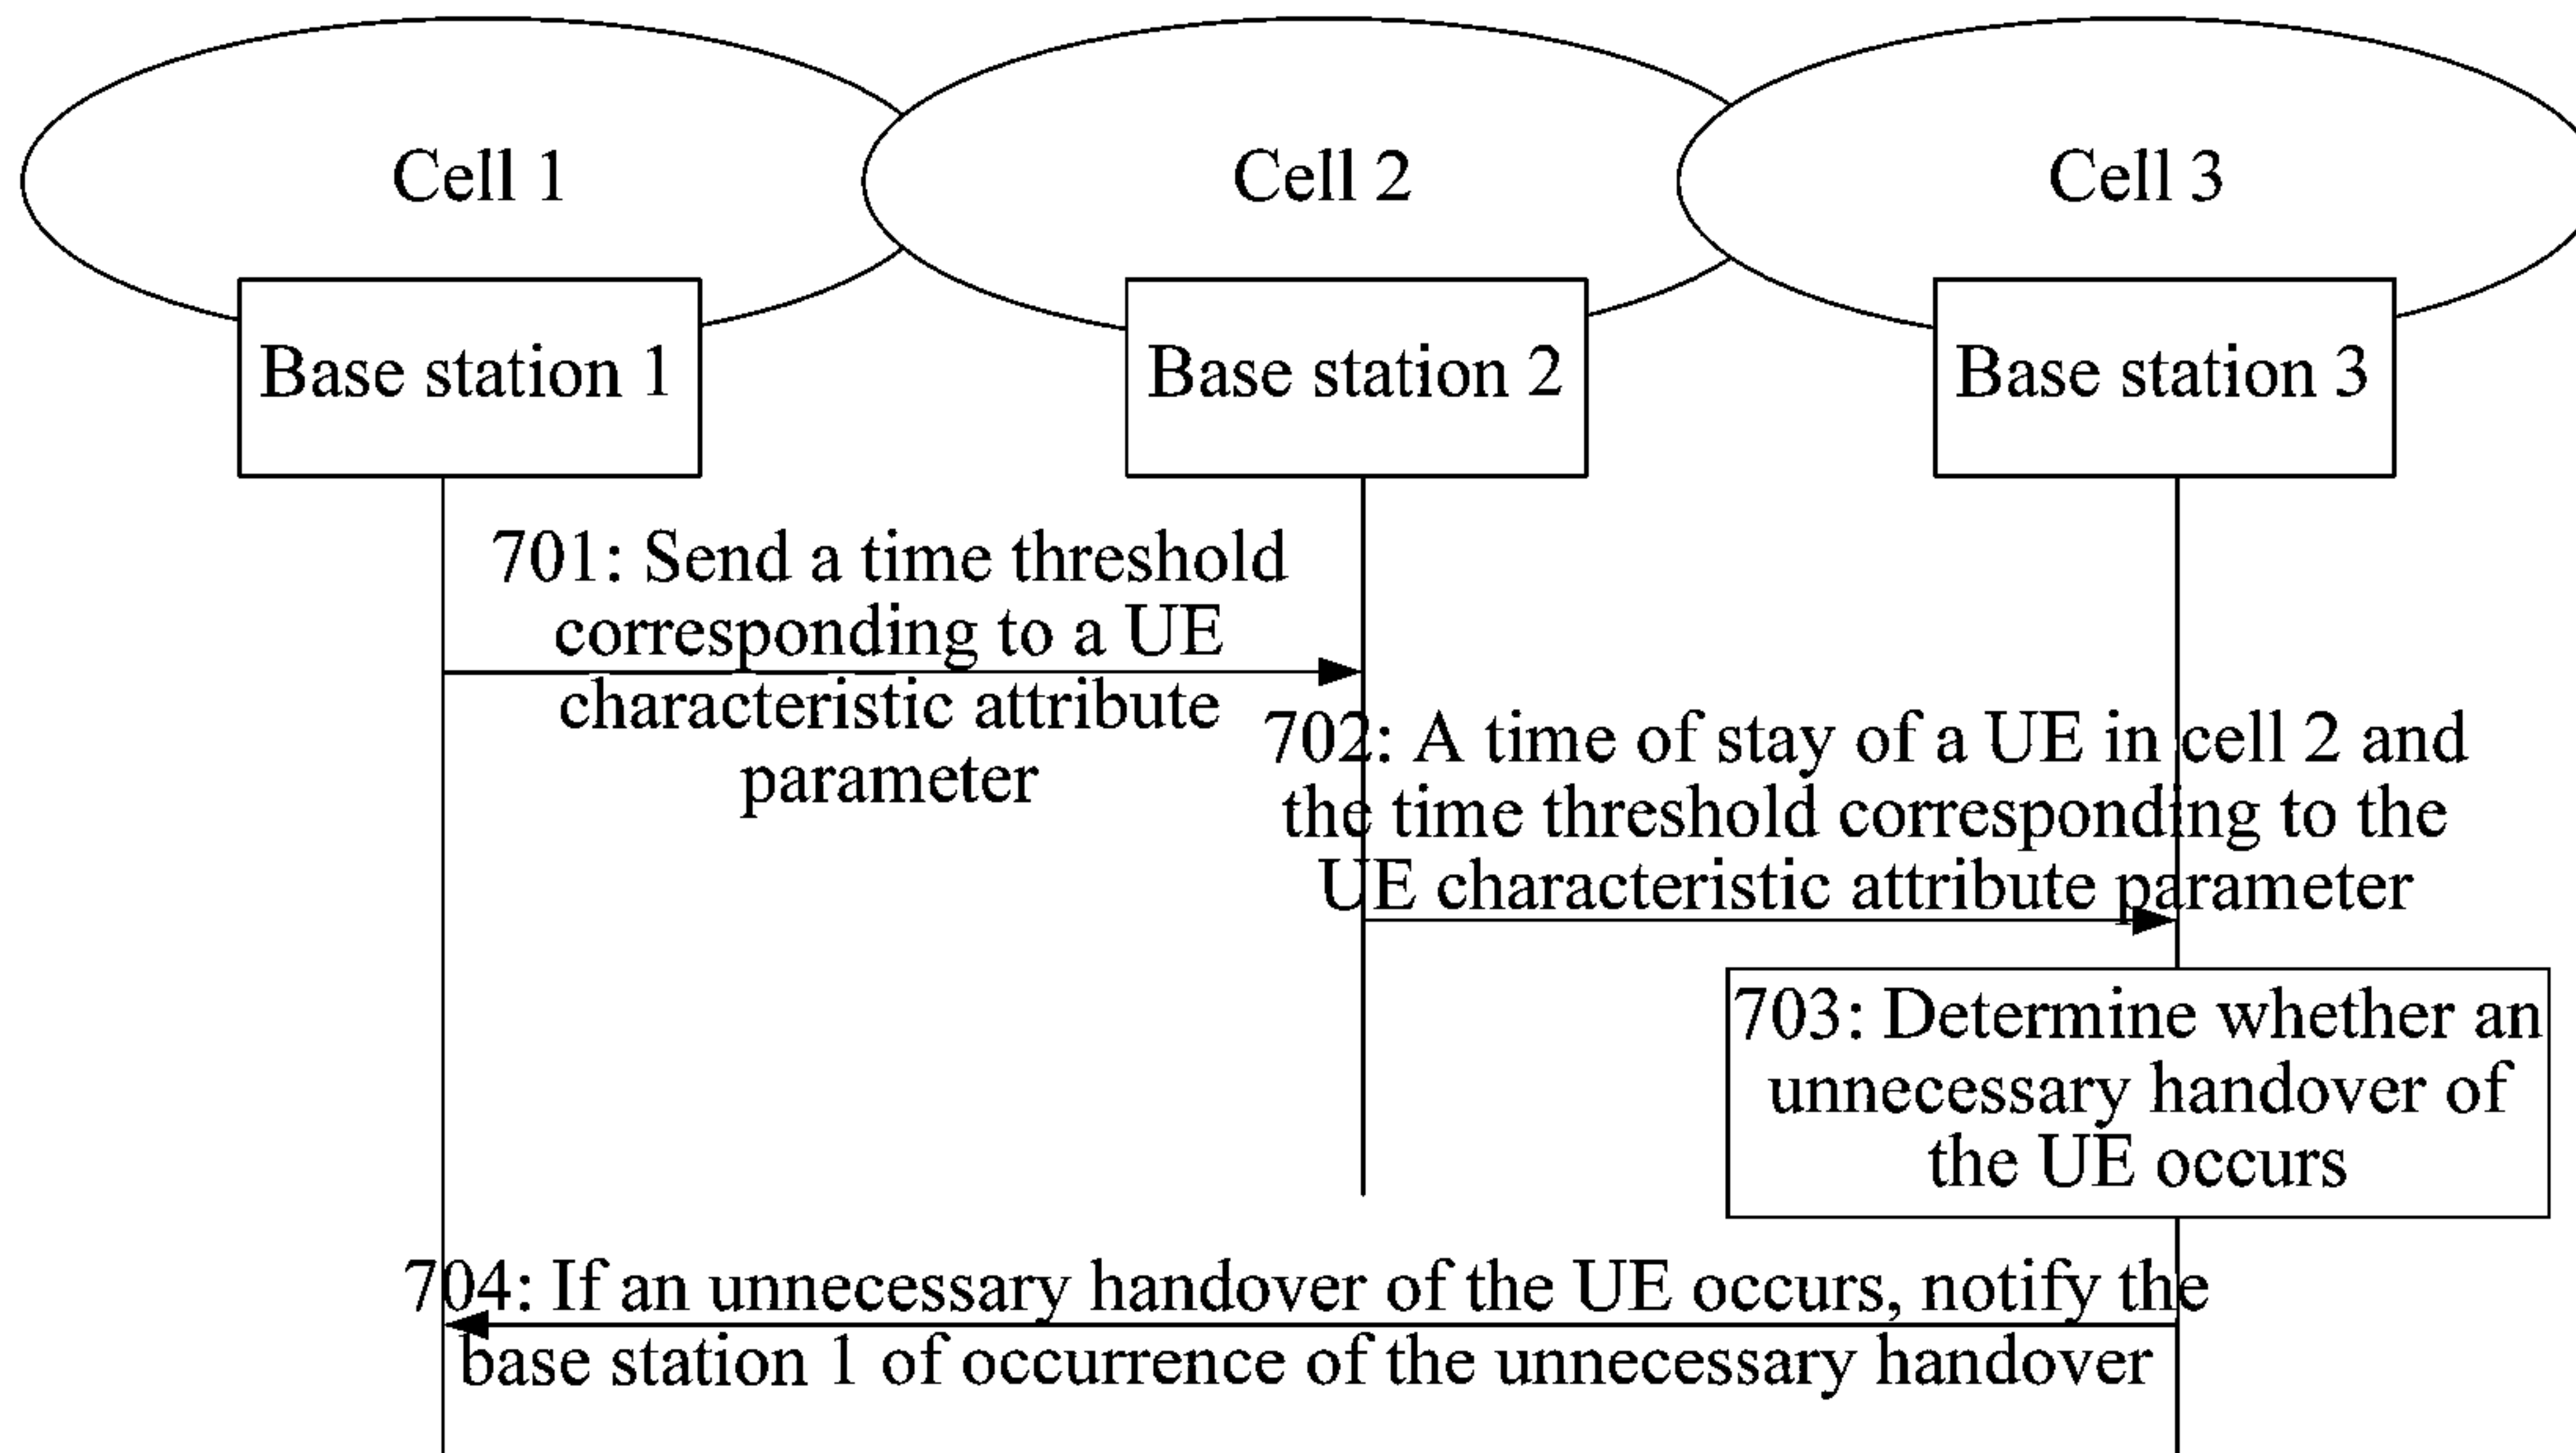 Cell 1
Cell 2
Cell 3
Base station 1
Base station 2
Base station 3
701: Send a time threshold
corresponding to a UE
characteristic attribute
parameter
702: A time of stay of a UE in cell 2 and
the time threshold corresponding to the
UE characteristic attribute parameter
703: Determine whether an
unnecessary handover of
the UE occurs
704: If an unnecessary handover of the UE occurs, notify the
base station 1 of occurrence of the unnecessary handover